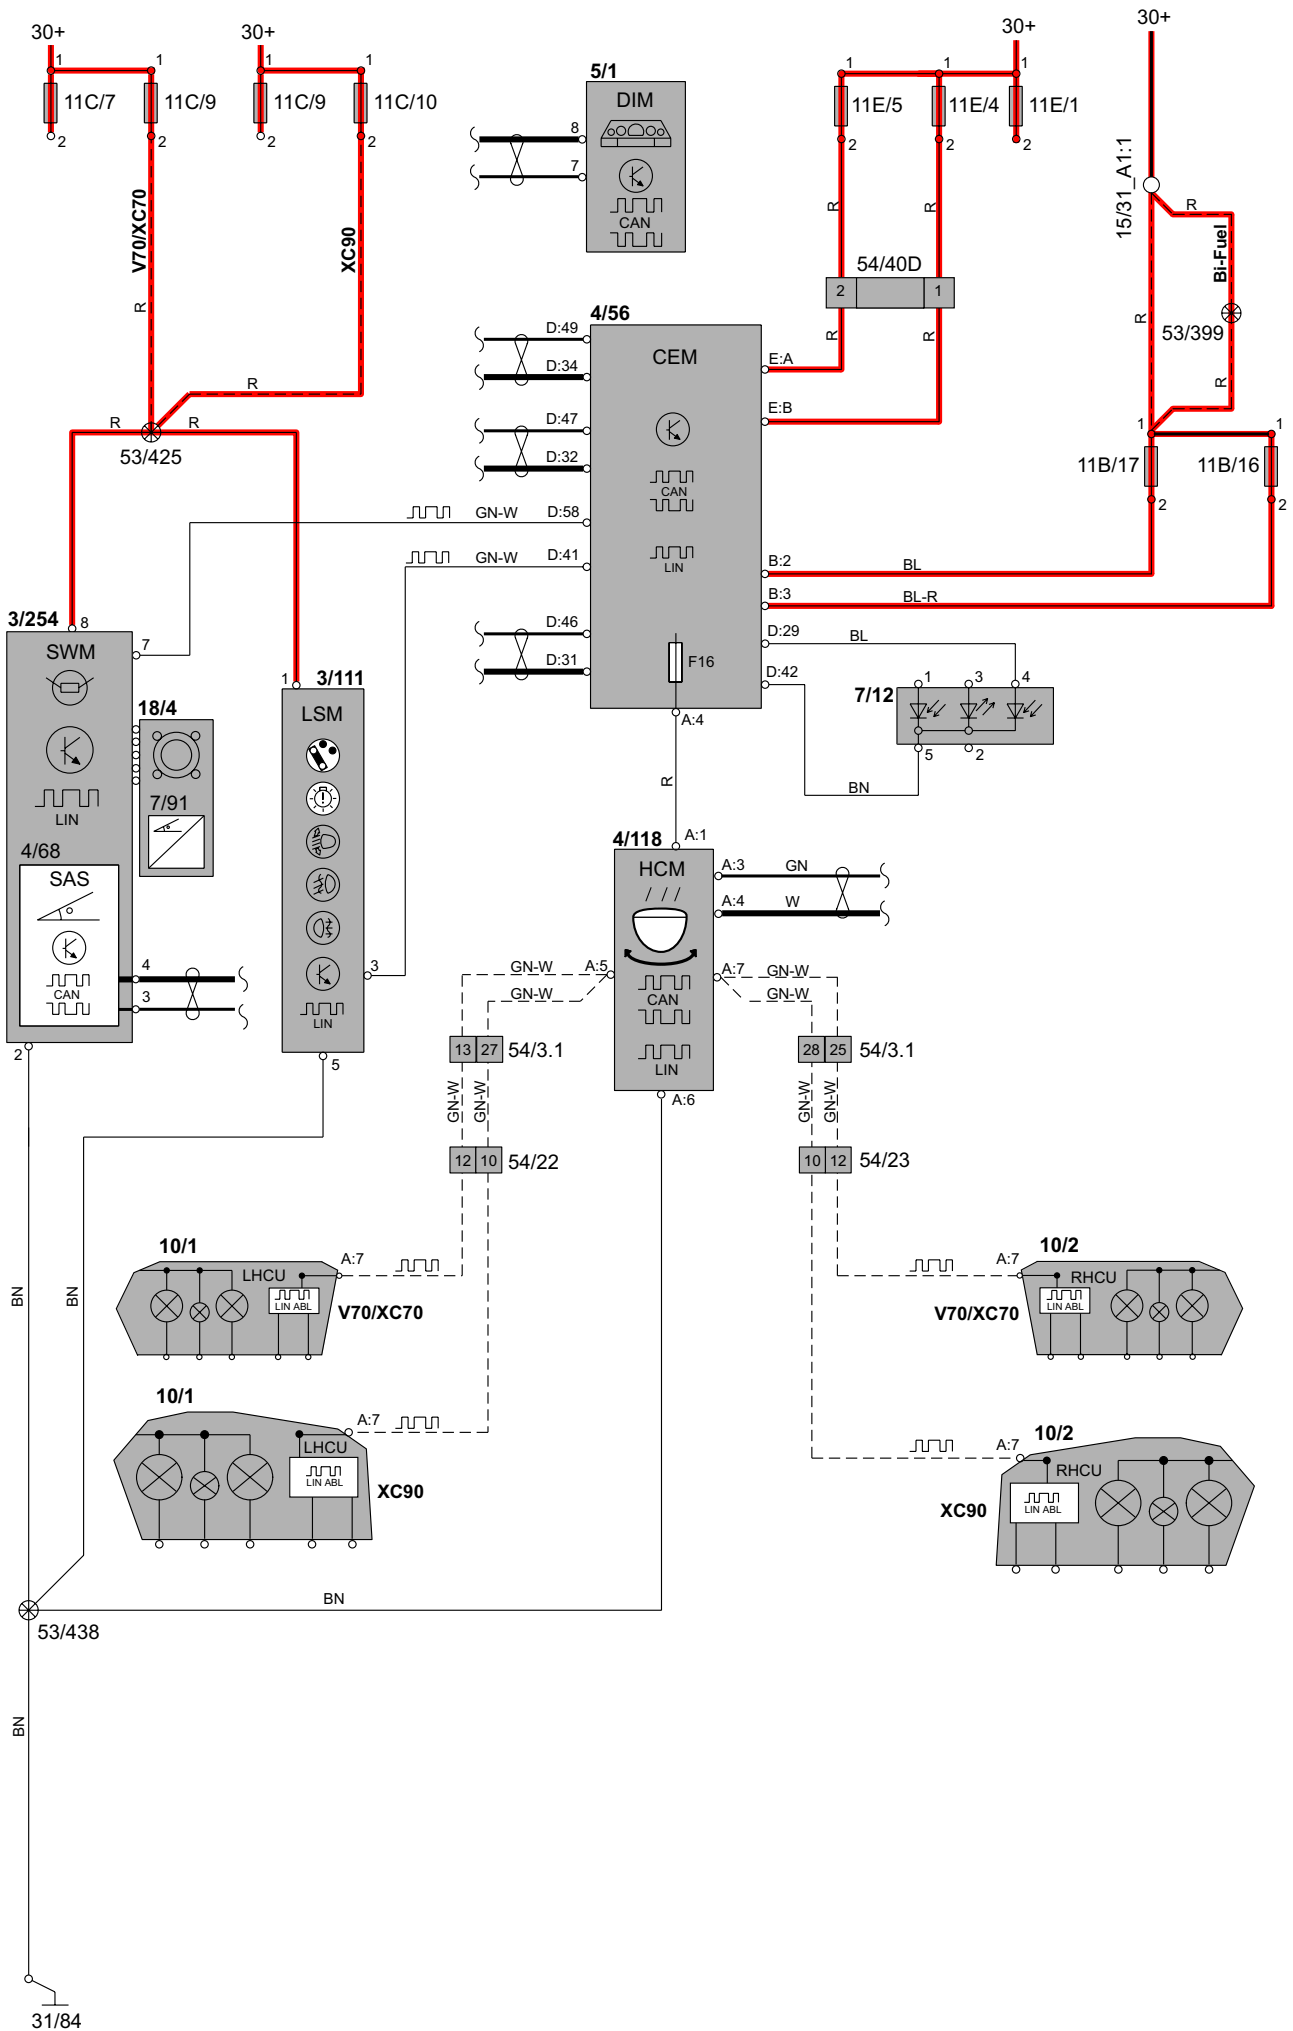 30+ 30+ 30+ 30+
1 1 1 1 1 1 1
11C/7 11C/9 11C/9 11C/10
2 2 2 2
V70/XC70
XC90
R
R
R R
53/425
5/1
DIM
8
7
CAN
11E/5 11E/4 11E/1
2 2 2
R R
54/40D
2 1
R R
15/31_A1:1
R
Bi-Fuel
R
53/399
R
1 1
11B/17 11B/16
2 2
4/56
CEM
D:49
D:34
D:47
D:32
GN-W D:58
GN-W D:41
D:46
D:31
CAN
LIN
F16
E:A
E:B
B:2 BL
B:3 BL-R
D:29 BL
D:42
A:4
7/12
1 3 4
5 2
BN
R
3/254
8
SWM
7
LIN
18/4
7/91
4/68
SAS
CAN
4
3
2
3/111
1
LSM
3
LIN
5
4/118
A:1
HCM
A:3 GN
A:4 W
CAN
LIN
GN-W A:5
GN-W
A:7 GN-W
GN-W
A:6
13 27 54/3.1
28 25 54/3.1
GN-W GN-W
GN-W GN-W
12 10 54/22
10 12 54/23
10/1
LHCU
A:7
LIN ABL
V70/XC70
10/2
A:7
RHCU
LIN ABL
V70/XC70
10/1
A:7
LHCU
LIN ABL
XC90
10/2
A:7
RHCU
LIN ABL
XC90
BN BN
BN
53/438
BN
31/84